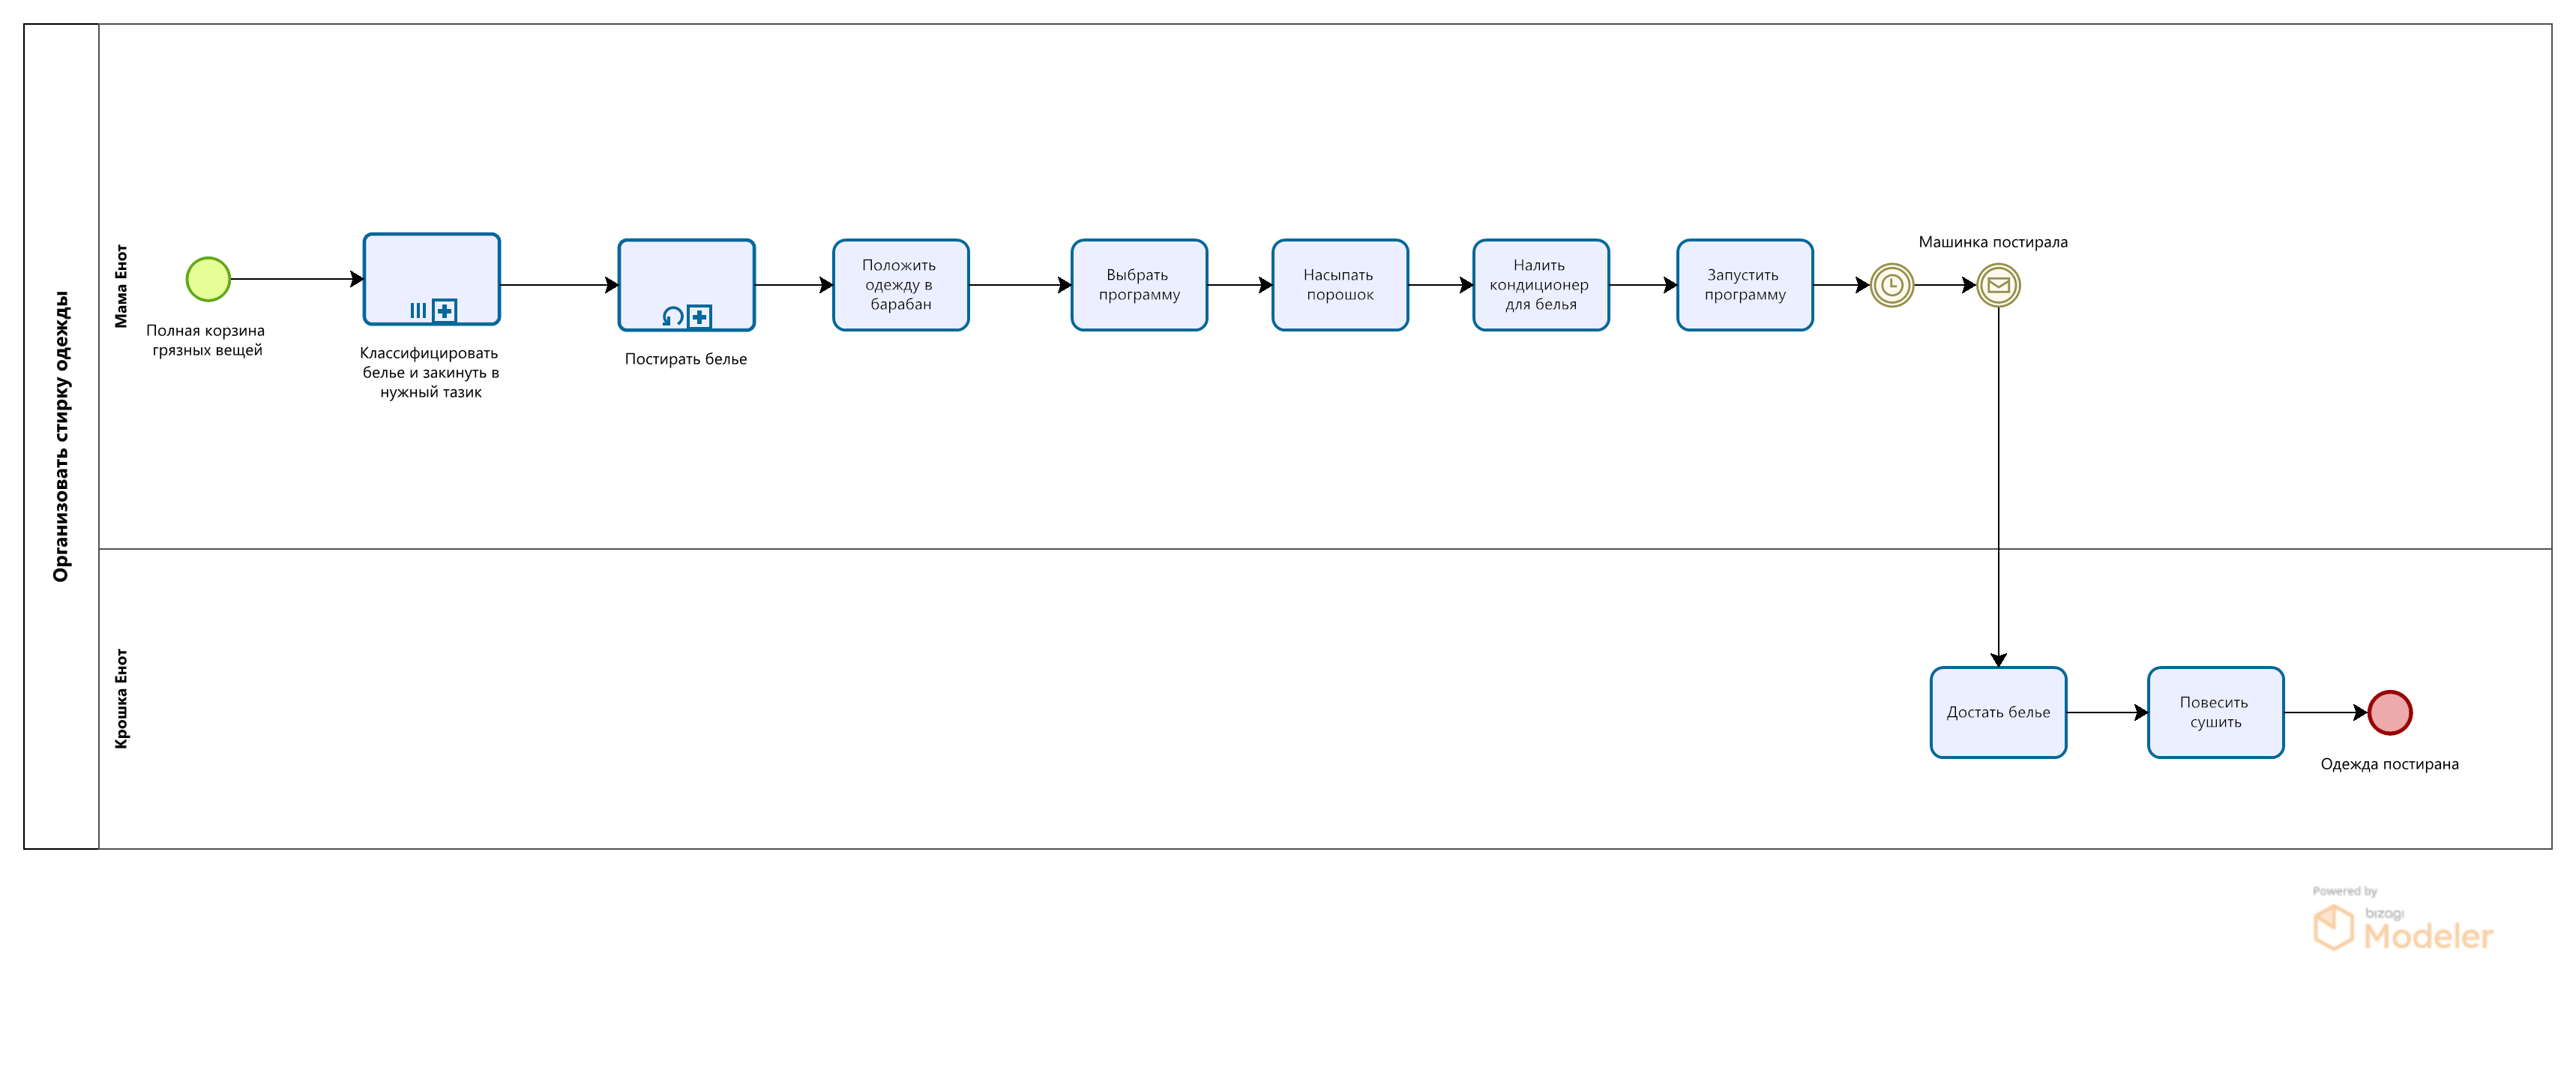 Организовать стирку одежды
Мама Енот
Полная корзина
грязных вещей
Классифицировать
белье и закинуть в
нужный тазик
Постирать белье
Положить
одежду в
барабан
Выбрать
программу
Насыпать
порошок
Налить
кондиционер
для белья
Запустить
программу
Машинка постирала
Крошка Енот
Достать белье
Повесить
сушить
Одежда постирана
Powered by
bizagi
Modeler